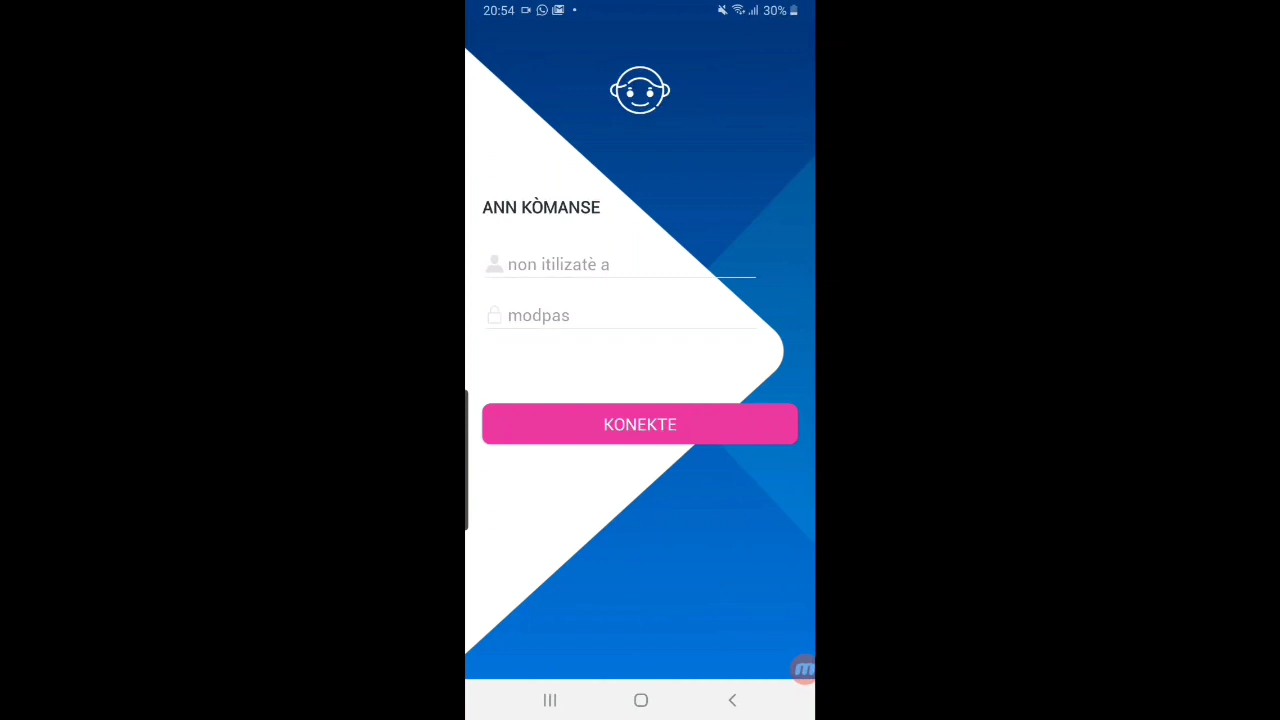 20:54
30%
ANN KÒMANSE
non itilizatè a
modpas
KONEKTE